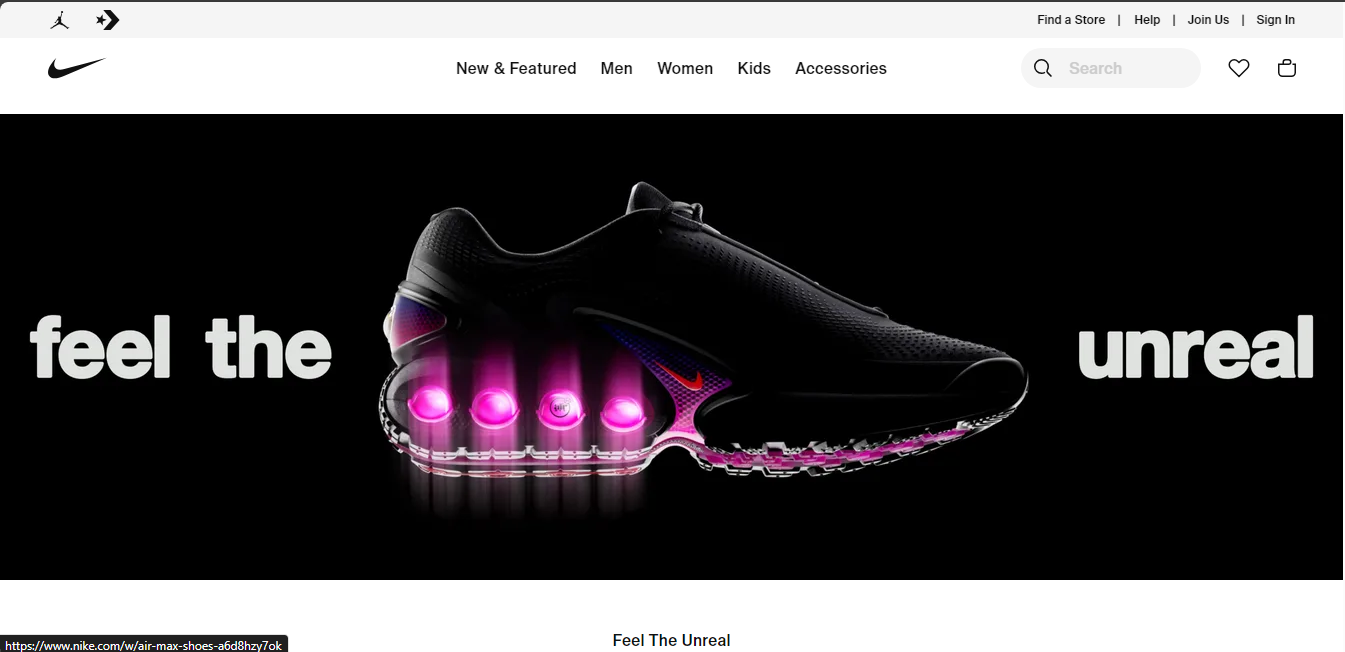 Find a Store | Help | Join Us | Sign In
New & Featured Men Women Kids Accessories Search
feel the unreal
air
Feel The Unreal
https://www.nike.com/w/air-max-shoes-a6d8hzy7ok